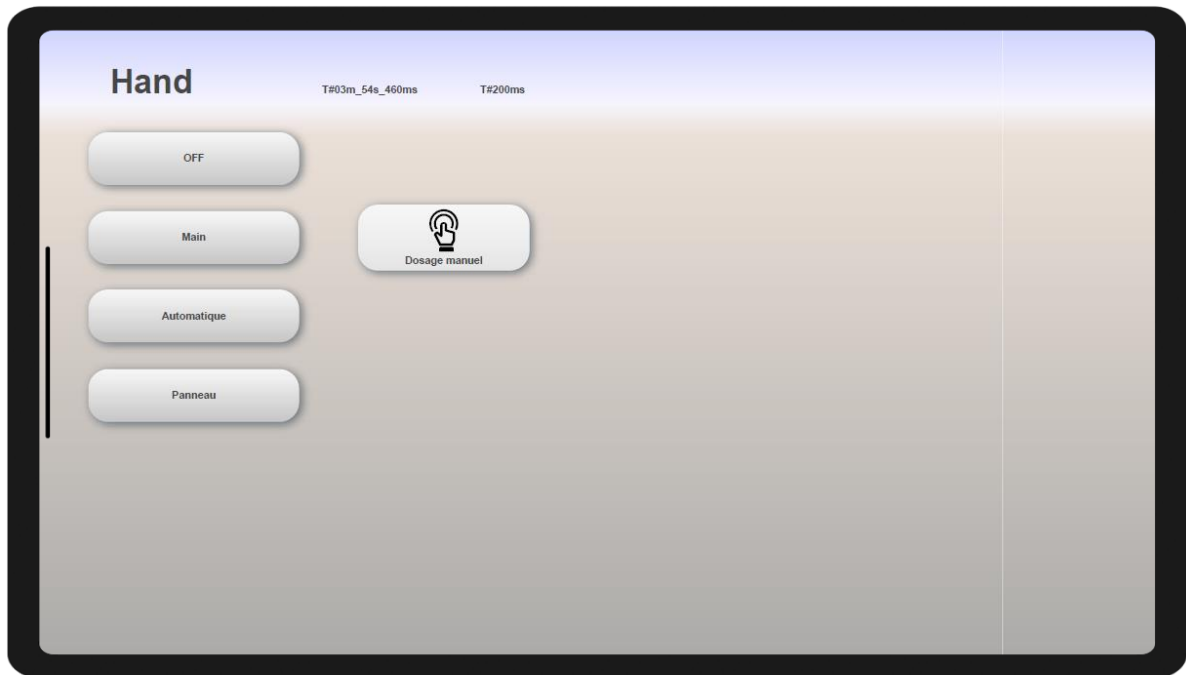 Hand
T#03m_54s_460ms
T#200ms
OFF
Main
Dosage manuel
Automatique
Panneau